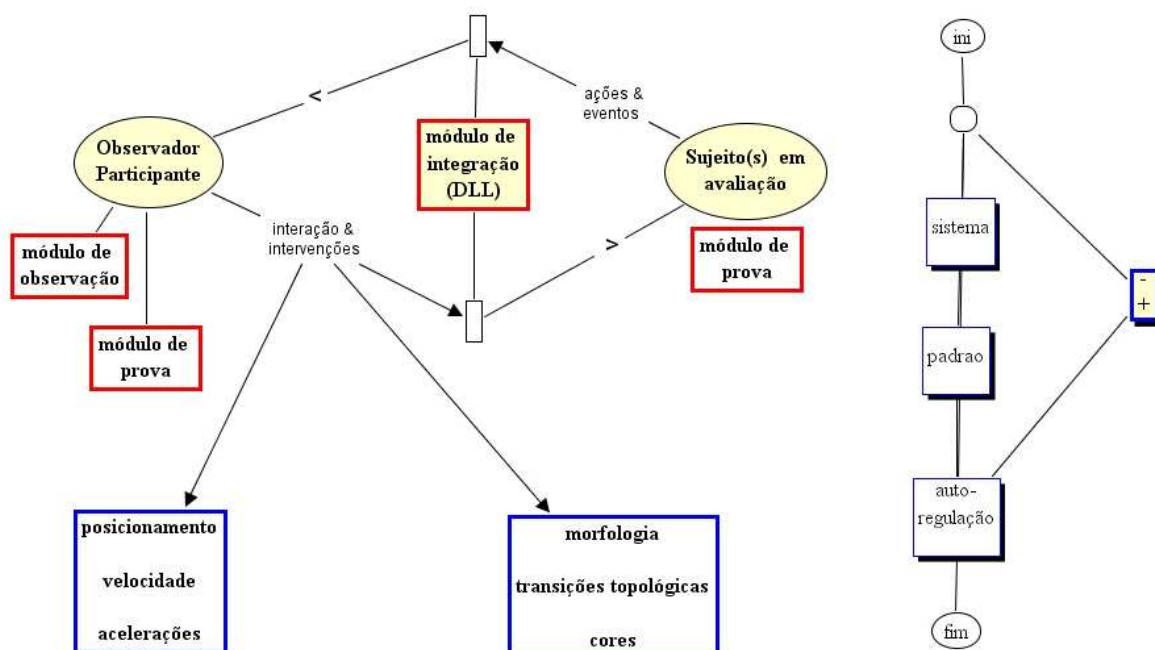 <
ações &
eventos
Observador
Participante
módulo de
integração
(DLL)
Sujeito(s) em
avaliação
interação &
intervenções
>
módulo de
observação
módulo de
prova
módulo de
prova
posicionamento
velocidade
acelerações
morfologia
transições topológicas
cores
ini
sistema
-
+
padrao
auto-
regulação
fim